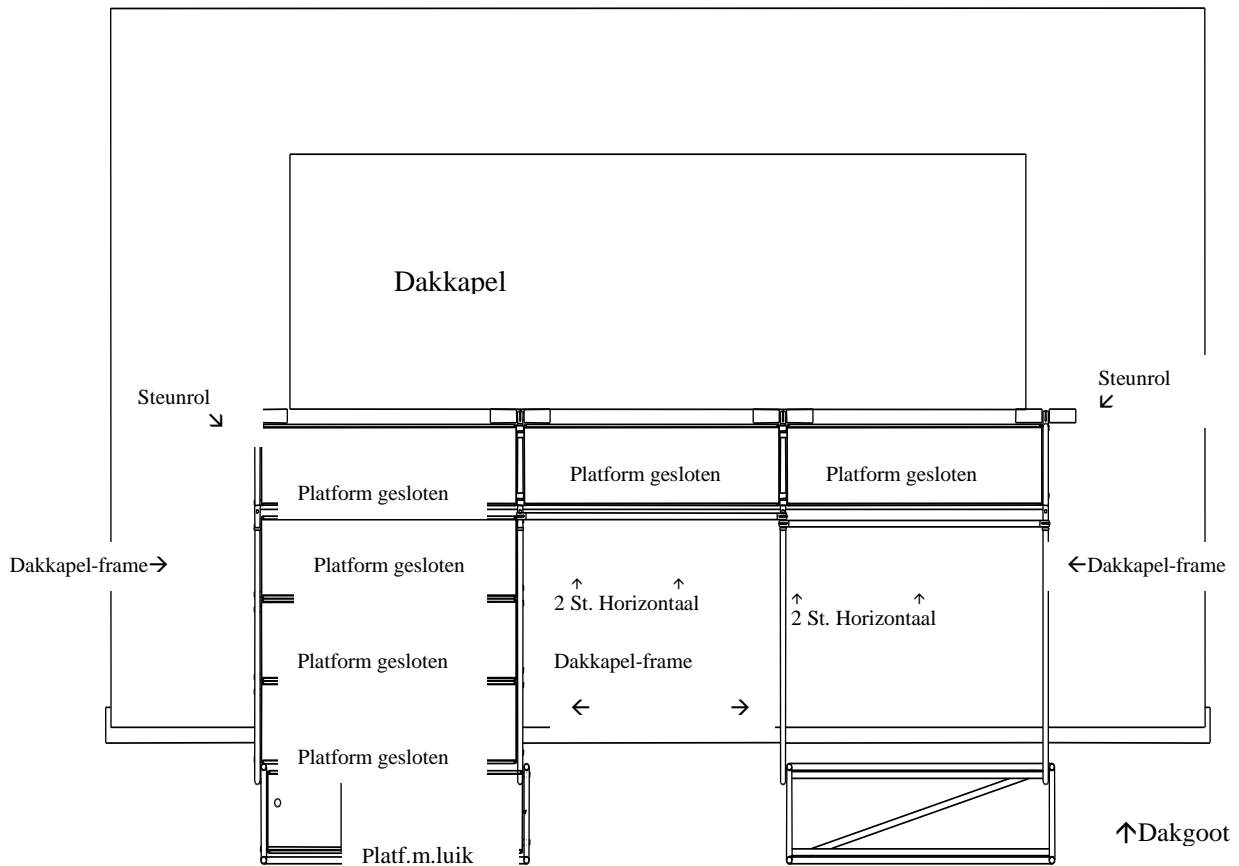 Dakkapel
Steunrol
Steunrol
Platform gesloten
Platform gesloten
Platform gesloten
Dakkapel-frame→
Platform gesloten
←Dakkapel-frame
↑ ↑
2 St. Horizontaal
↑ ↑
2 St. Horizontaal
Platform gesloten
Dakkapel-frame
← →
Platform gesloten
↑Dakgoot
Platf.m.luik